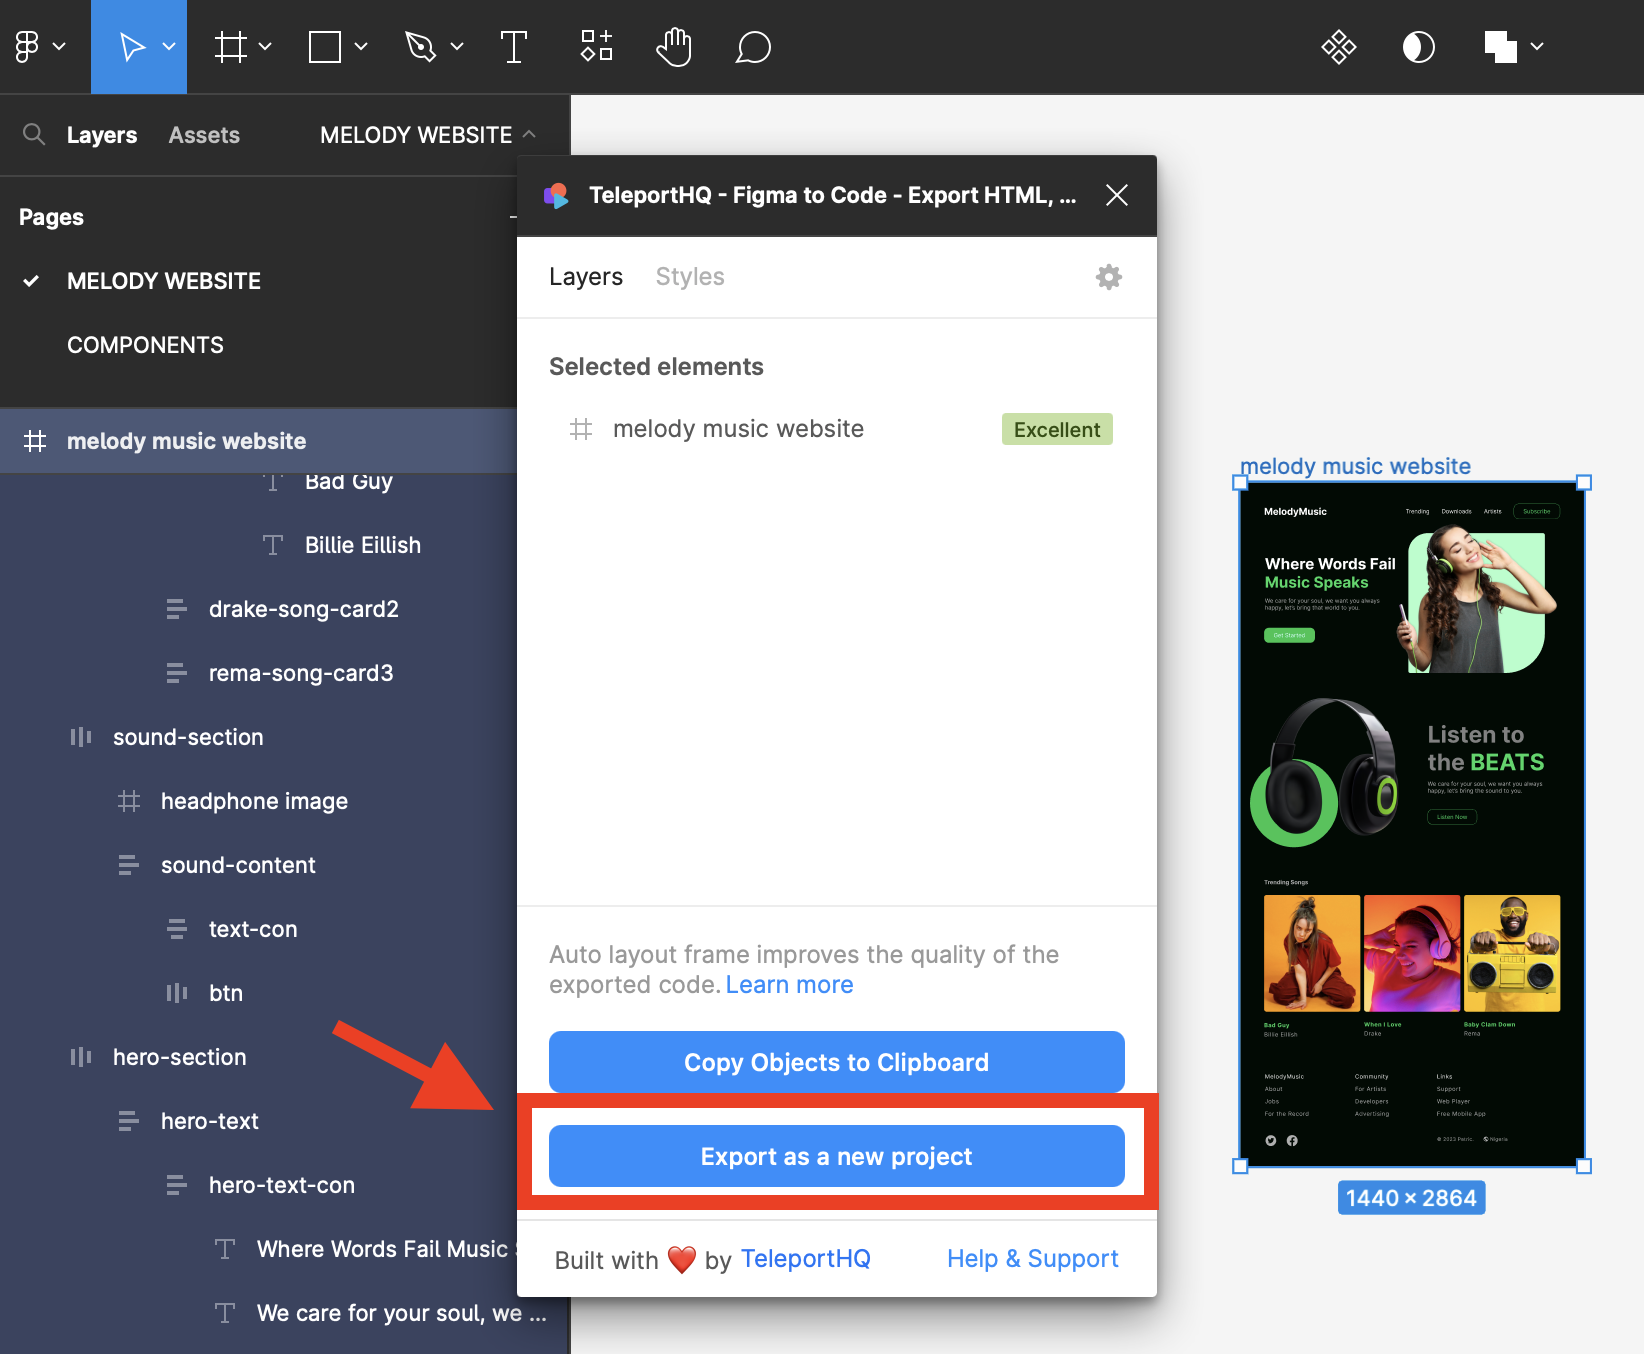 Layers
Assets
MELODY WEBSITE
Pages
MELODY WEBSITE
COMPONENTS
melody music website
Bad Guy
Billie Eillish
drake-song-card2
rema-song-card3
sound-section
headphone image
sound-content
text-con
btn
hero-section
hero-text
hero-text-con
Where Words Fail Music
We care for your soul, we ...
TeleportHQ - Figma to Code - Export HTML, ...
Layers
Styles
Selected elements
melody music website
Excellent
Auto layout frame improves the quality of the
exported code. Learn more
Copy Objects to Clipboard
Export as a new project
Built with ❤️ by TeleportHQ
Help & Support
melody music website
MelodyMusic
Trending
Downloads
Artists
Subscribe
Where Words Fail
Music Speaks
We care for your soul, we want you always
happy, let's bring that world to you.
Get Started
Listen to
the BEATS
We care for your soul, we want you always
happy, let's bring the sound to you.
Listen Now
Trending Songs
Bad Guy
Billie Eillish
When I Love
Drake
Baby Clam Down
Rema
MelodyMusic
About
Jobs
For the Record
Community
For Artists
Developers
Advertising
Links
Support
Web Player
Free Mobile App
© 2023 Patric.
Nigeria
1440 × 2864